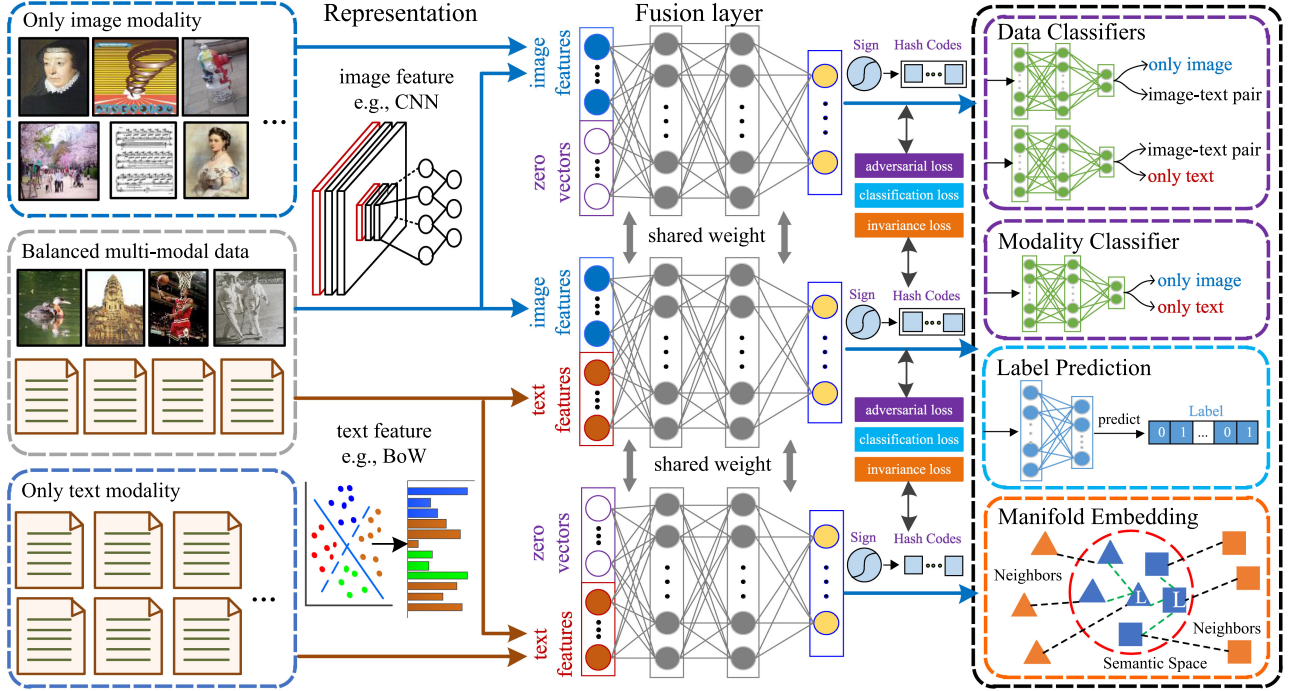 Only image modality
...
Balanced multi-modal data
Only text modality
...
Representation
image feature
e.g., CNN
text feature
e.g., BoW
Fusion layer
image
features
zero
vectors
shared weight
image
features
text
features
shared weight
zero
vectors
text
features
Sign
Hash Codes
adversarial loss
classification loss
invariance loss
Sign
Hash Codes
adversarial loss
classification loss
invariance loss
Sign
Hash Codes
Data Classifiers
only image
image-text pair
image-text pair
only text
Modality Classifier
only image
only text
Label Prediction
predict
Label
0 1 ... 0 1
Manifold Embedding
Neighbors
L L
Neighbors
Semantic Space